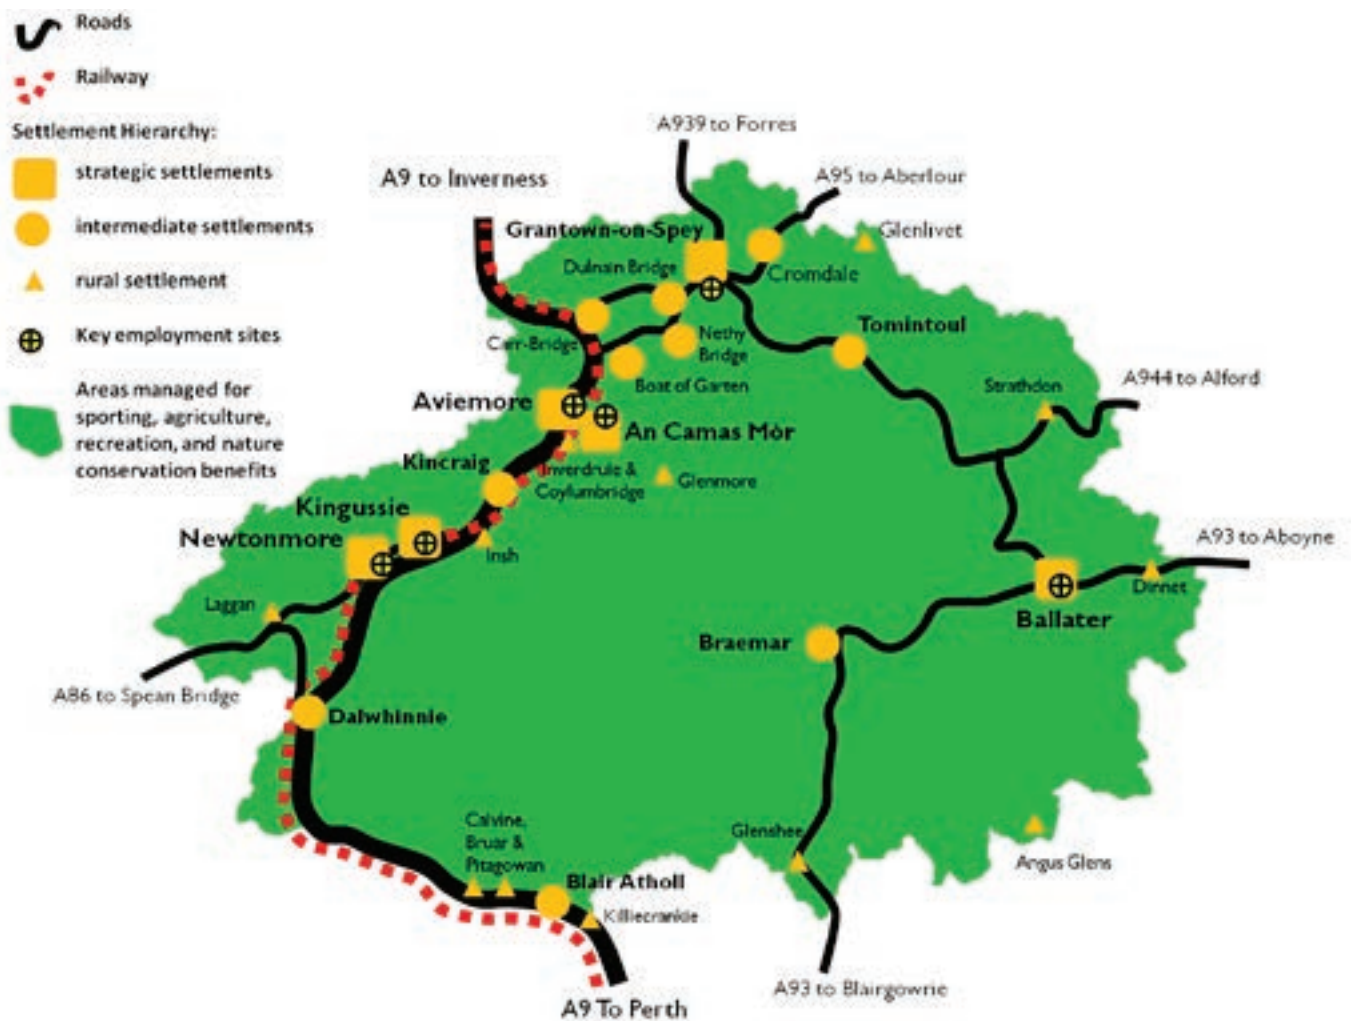 Roads
Railway
Settlement Hierarchy:
strategic settlements
intermediate settlements
rural settlement
Key employment sites
Areas managed for
sporting, agriculture,
recreation, and nature
conservation benefits
A939 to Forres
A9 to Inverness
A95 to Aberlour
Grantown-on-Spey
Glenlivet
Dulnain Bridge
Cromdale
Carr-Bridge
Nethy
Bridge
Tomintoul
Boat of Garten
Strathdon
A944 to Alford
Aviemore
An Camas Mòr
Kincraig
Inverdruie &
Coylumbridge
Glenmore
Kingussie
Newtonmore
Insh
A93 to Aboyne
Dinnet
Laggan
Ballater
Braemar
A86 to Spean Bridge
Dalwhinnie
Calvine,
Bruar &
Pitagowan
Glenshee
Angus Glens
Blair Atholl
Killiecrankie
A93 to Blairgowrie
A9 To Perth